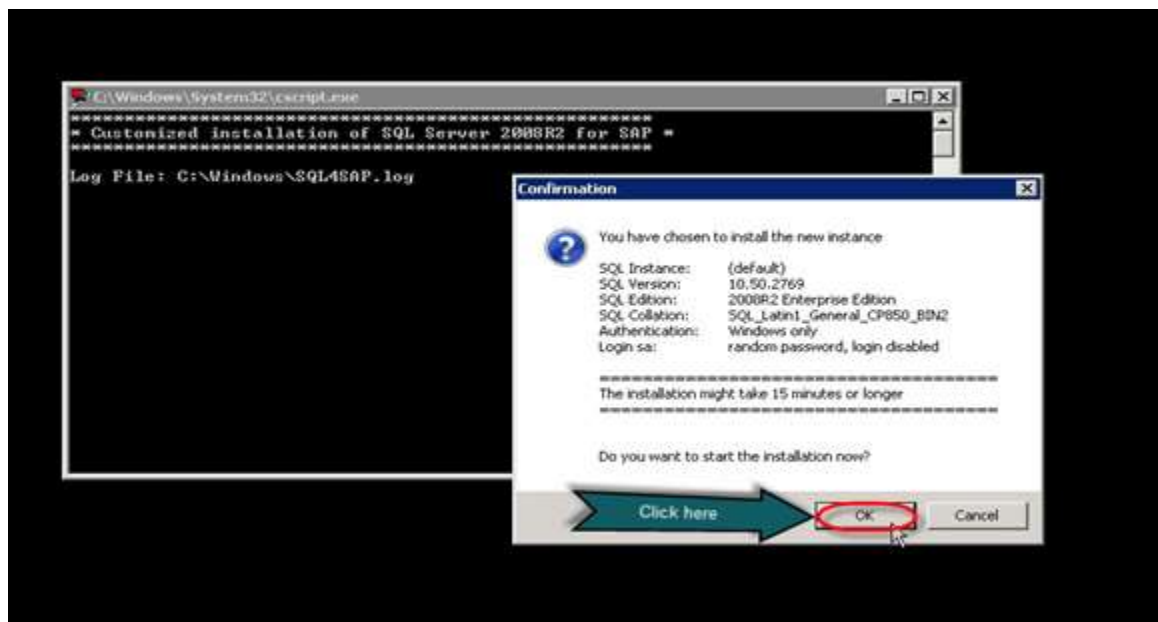 C:\Windows\System32\cscript.exe
****************************************************
* Customized installation of SQL Server 2008R2 for SAP *
****************************************************
Log File: C:\Windows\SQL4SAP.log
Confirmation
You have chosen to install the new instance
SQL Instance: (default)
SQL Version: 10.50.2769
SQL Edition: 2008R2 Enterprise Edition
SQL Collation: SQL_Latin1_General_CP850_BIN2
Authentication: Windows only
Login sa: random password, login disabled
====================================
The installation might take 15 minutes or longer
====================================
Do you want to start the installation now?
Click here
OK
Cancel